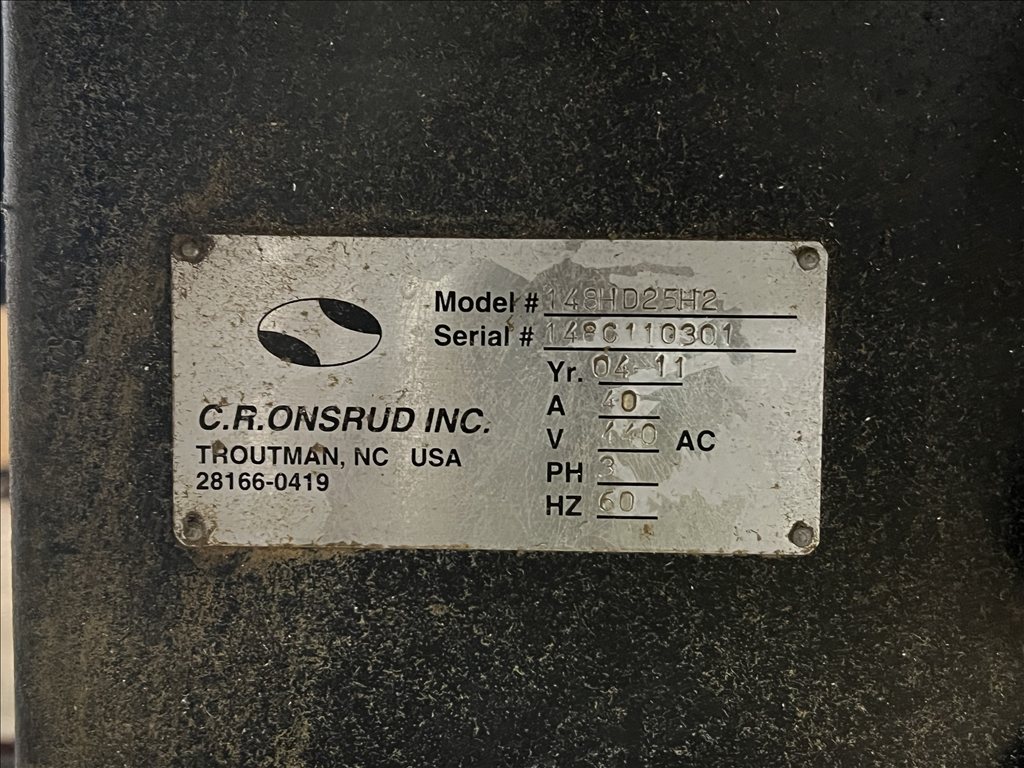 Model # 148HD25H2
Serial # 148G110301
Yr. 04-11
A 40
V 440 AC
PH 3
HZ 60
C.R.ONSRUD INC.
TROUTMAN, NC USA
28166-0419